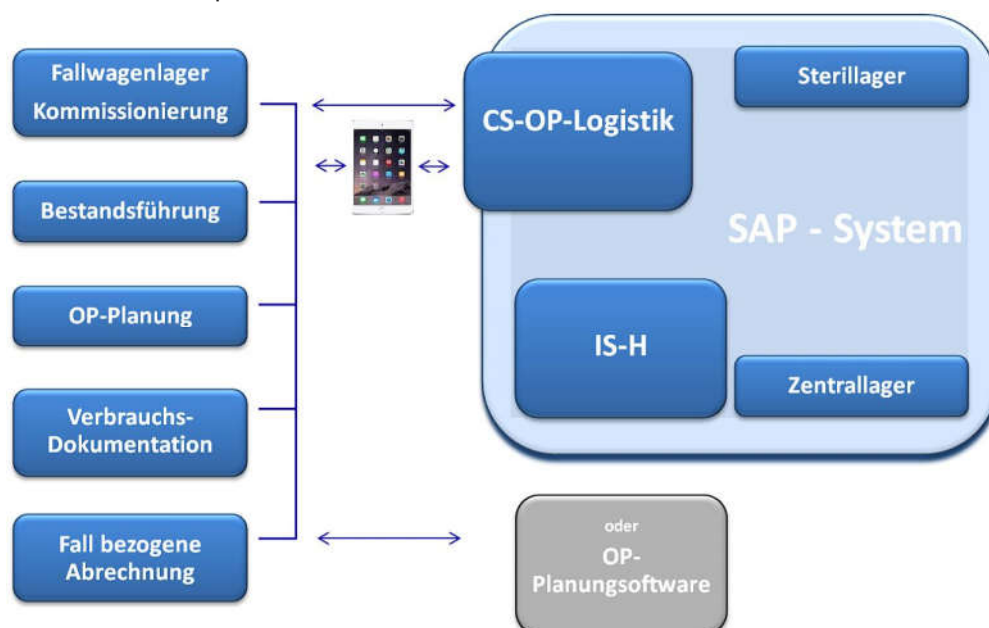 Fallwagenlager
Kommissionierung
Bestandsführung
OP-Planung
Verbrauchs-
Dokumentation
Fall bezogene
Abrechnung
CS-OP-Logistik
Sterillager
SAP - System
IS-H
Zentrallager
oder
OP-
Planungsoftware